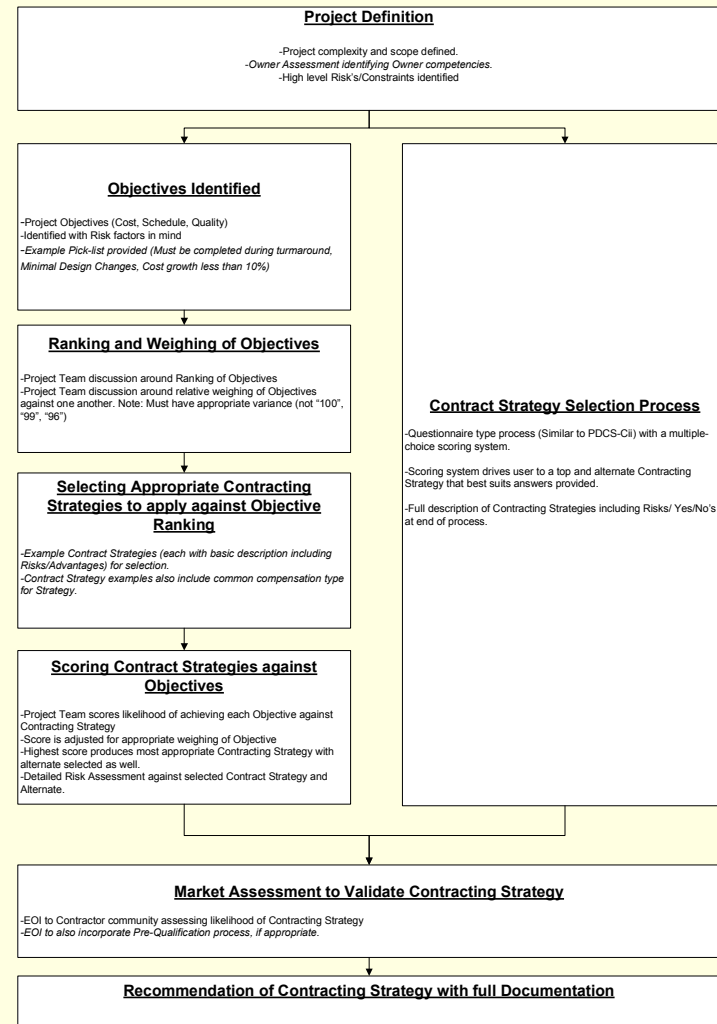 Project Definition
-Project complexity and scope defined.
-Owner Assessment identifying Owner competencies.
-High level Risk's/Constraints identified
Objectives Identified
-Project Objectives (Cost, Schedule, Quality)
-Identified with Risk factors in mind
-Example Pick-list provided (Must be completed during turnmaround,
Minimal Design Changes, Cost growth less than 10%)
Ranking and Weighing of Objectives
-Project Team discussion around Ranking of Objectives
-Project Team discussion around relative weighing of Objectives
against one another. Note: Must have appropriate variance (not "100",
"99", "96")
Selecting Appropriate Contracting
Strategies to apply against Objective
Ranking
-Example Contract Strategies (each with basic description including
Risks/Advantages) for selection.
-Contract Strategy examples also include common compensation type
for Strategy.
Scoring Contract Strategies against
Objectives
-Project Team scores likelihood of achieving each Objective against
Contracting Strategy
-Score is adjusted for appropriate weighing of Objective
-Highest score produces most appropriate Contracting Strategy with
alternate selected as well.
-Detailed Risk Assessment against selected Contract Strategy and
Alternate.
Contract Strategy Selection Process
-Questionnaire type process (Similar to PDCS-Cii) with a multiple-
choice scoring system.
-Scoring system drives user to a top and alternate Contracting
Strategy that best suits answers provided.
-Full description of Contracting Strategies including Risks/ Yes/No's
at end of process.
Market Assessment to Validate Contracting Strategy
-EOI to Contractor community assessing likelihood of Contracting Strategy
-EOI to also incorporate Pre-Qualification process, if appropriate.
Recommendation of Contracting Strategy with full Documentation